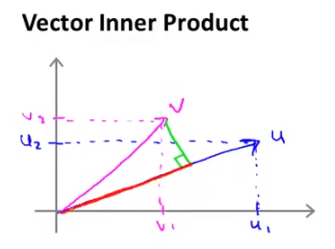 Vector Inner Product
v
v₂
u₂
u
v₁
u₁